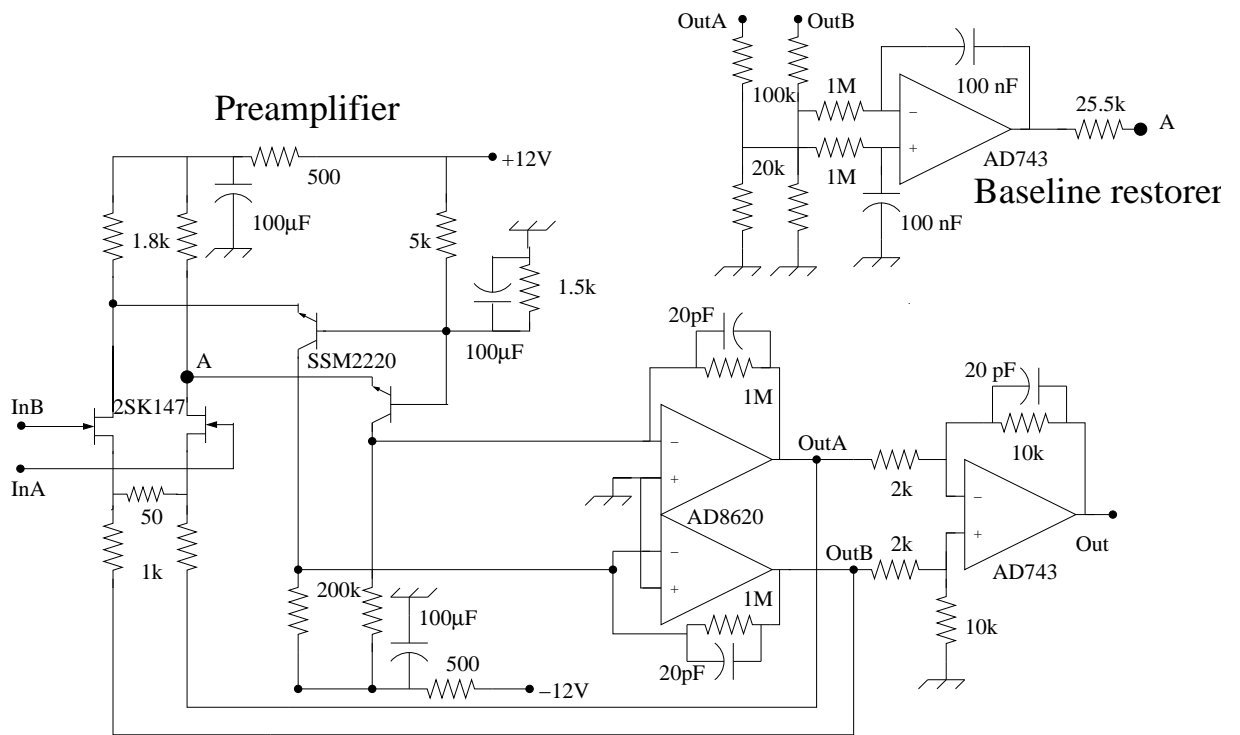 OutA
OutB
100k
1M
100 nF
25.5k
A
AD743
20k
1M
100 nF
Baseline restorer
Preamplifier
+12V
500
100μF
1.8k
5k
1.5k
100μF
SSM2220
A
InB
2SK147
InA
50
1k
200k
100μF
500
−12V
20pF
1M
AD8620
OutA
OutB
1M
20pF
2k
2k
20 pF
10k
AD743
Out
10k